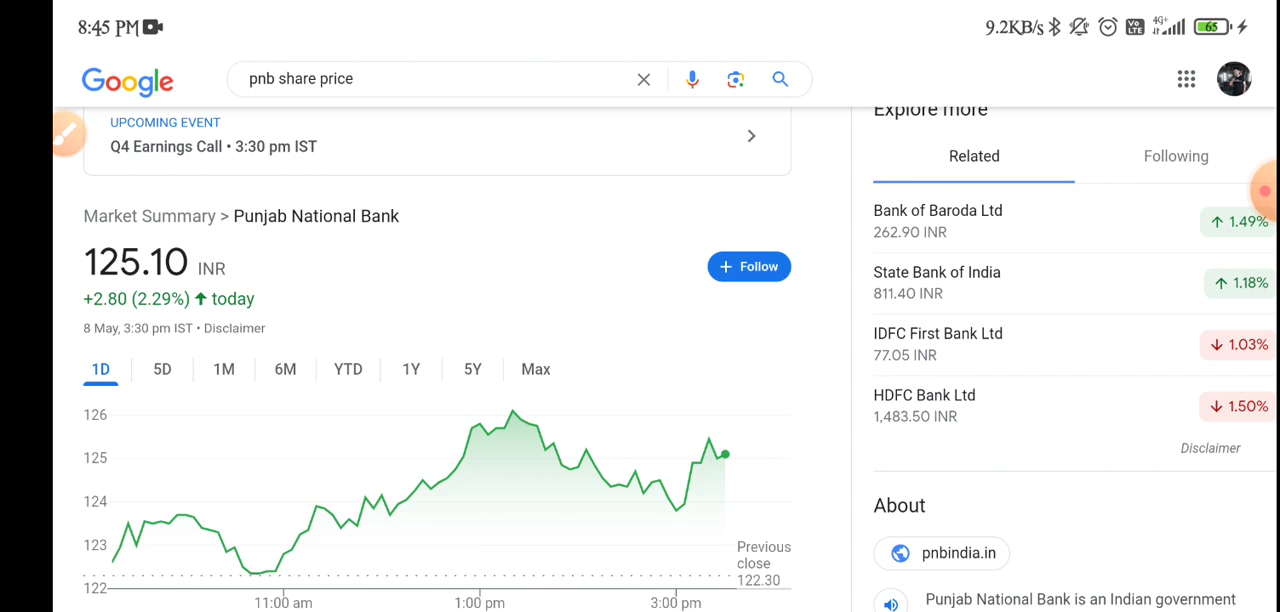 8:45 PM
9.2KB/s
4G+
Vo LTE
65
Google
pnb share price
UPCOMING EVENT
Q4 Earnings Call • 3:30 pm IST
Market Summary > Punjab National Bank
125.10 INR
+2.80 (2.29%) ↑ today
8 May, 3:30 pm IST • Disclaimer
+ Follow
1D 5D 1M 6M YTD 1Y 5Y Max
126
125
124
123
122
Previous
close
122.30
11:00 am 1:00 pm 3:00 pm
Explore more
Related Following
Bank of Baroda Ltd
262.90 INR
↑ 1.49%
State Bank of India
811.40 INR
↑ 1.18%
IDFC First Bank Ltd
77.05 INR
↓ 1.03%
HDFC Bank Ltd
1,483.50 INR
↓ 1.50%
Disclaimer
About
pnbindia.in
Punjab National Bank is an Indian government